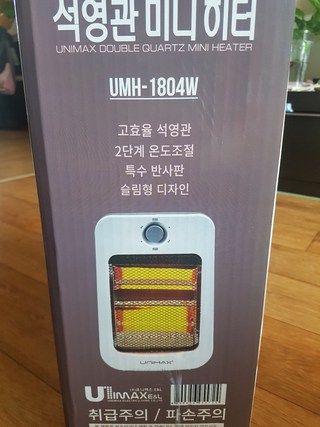 석영관 미니 히터
UNIMAX DOUBLE QUARTZ MINI HEATER
UMH-1804W
고효율 석영관
2단계 온도조절
특수 반사판
슬림형 디자인
UNIMAX
UNIMAX E&L
취급주의 / 파손주의